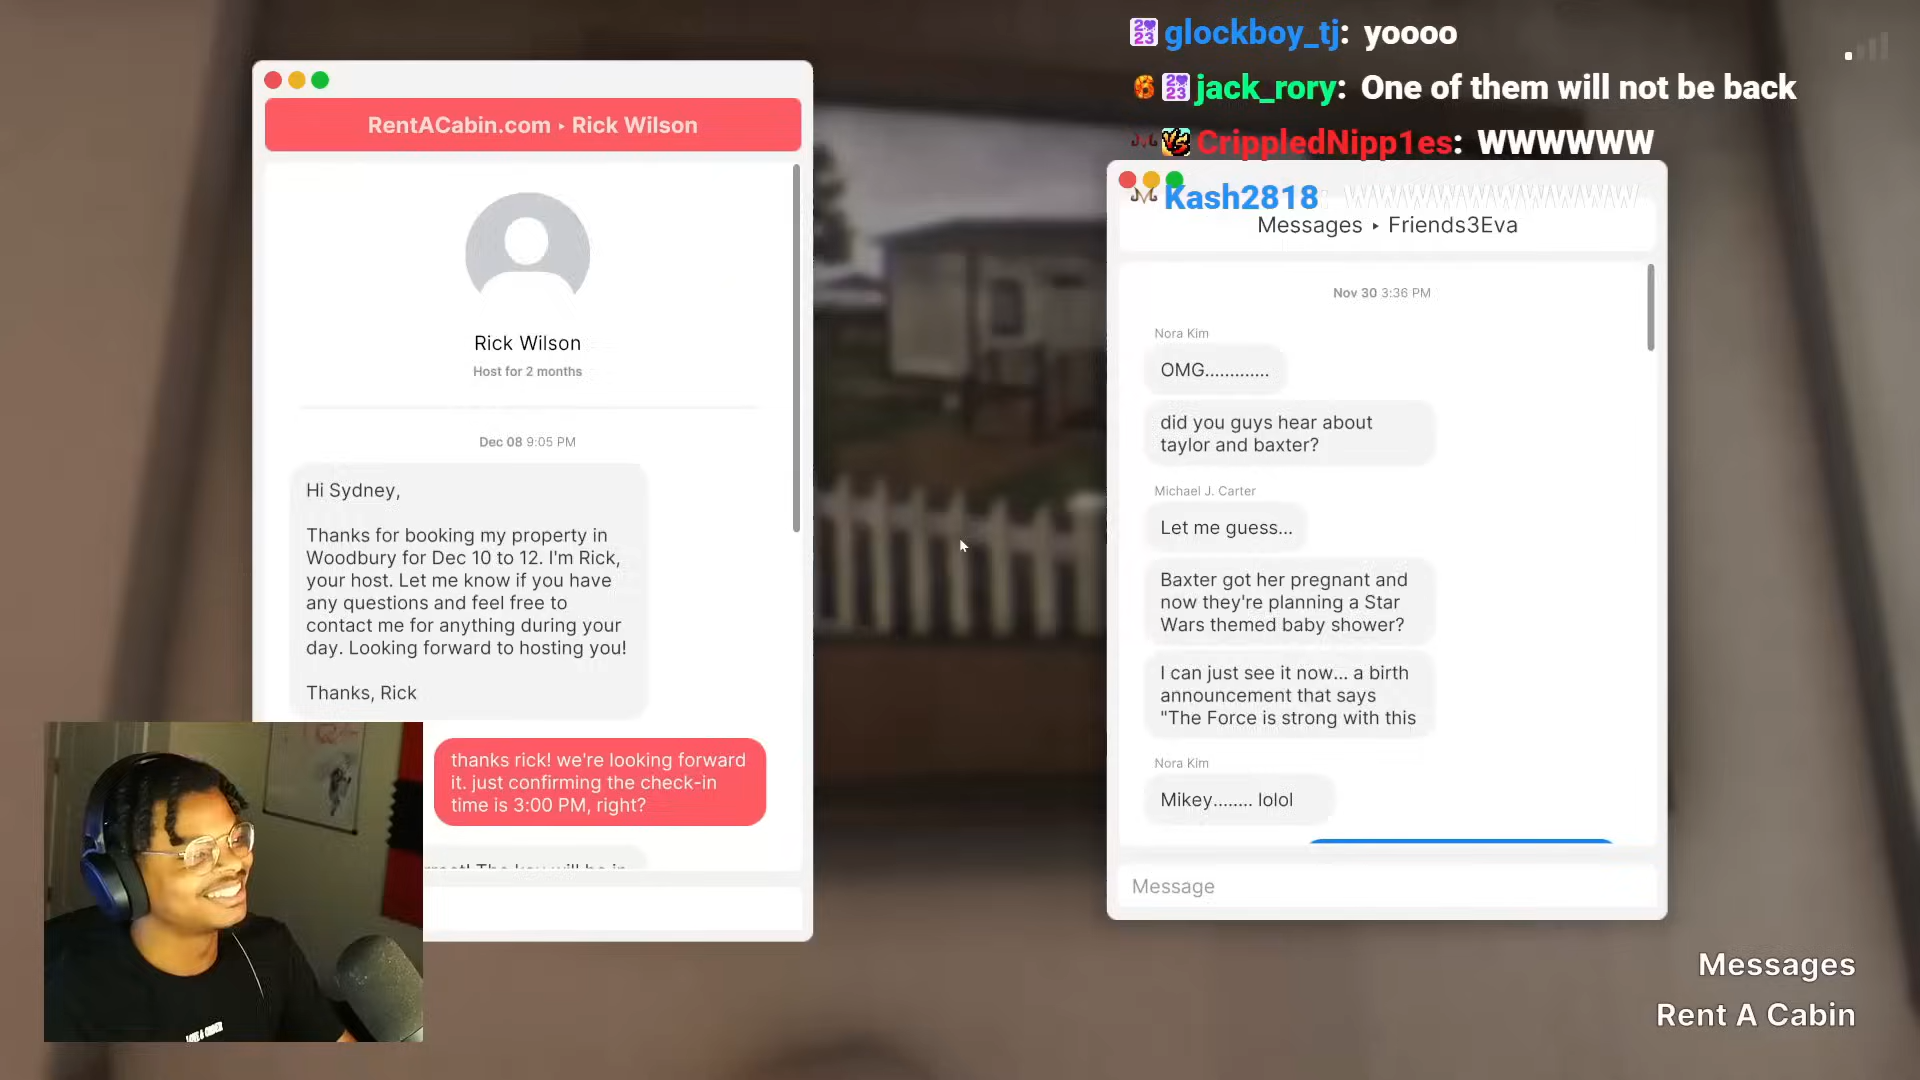 glockboy_tj: yoooo
jack_rory: One of them will not be back
CrippledNipp1es: WWWWWW
Kash2818
RentACabin.com ‣ Rick Wilson
Rick Wilson
Host for 2 months
Dec 08 9:05 PM
Hi Sydney,
Thanks for booking my property in
Woodbury for Dec 10 to 12. I'm Rick,
your host. Let me know if you have
any questions and feel free to
contact me for anything during your
day. Looking forward to hosting you!
Thanks, Rick
thanks rick! we're looking forward
it. just confirming the check-in
time is 3:00 PM, right?
Messages ‣ Friends3Eva
Nov 30 3:36 PM
Nora Kim
OMG.............
did you guys hear about
taylor and baxter?
Michael J. Carter
Let me guess...
Baxter got her pregnant and
now they're planning a Star
Wars themed baby shower?
I can just see it now... a birth
announcement that says
"The Force is strong with this
Nora Kim
Mikey........ lolol
Message
Messages
Rent A Cabin